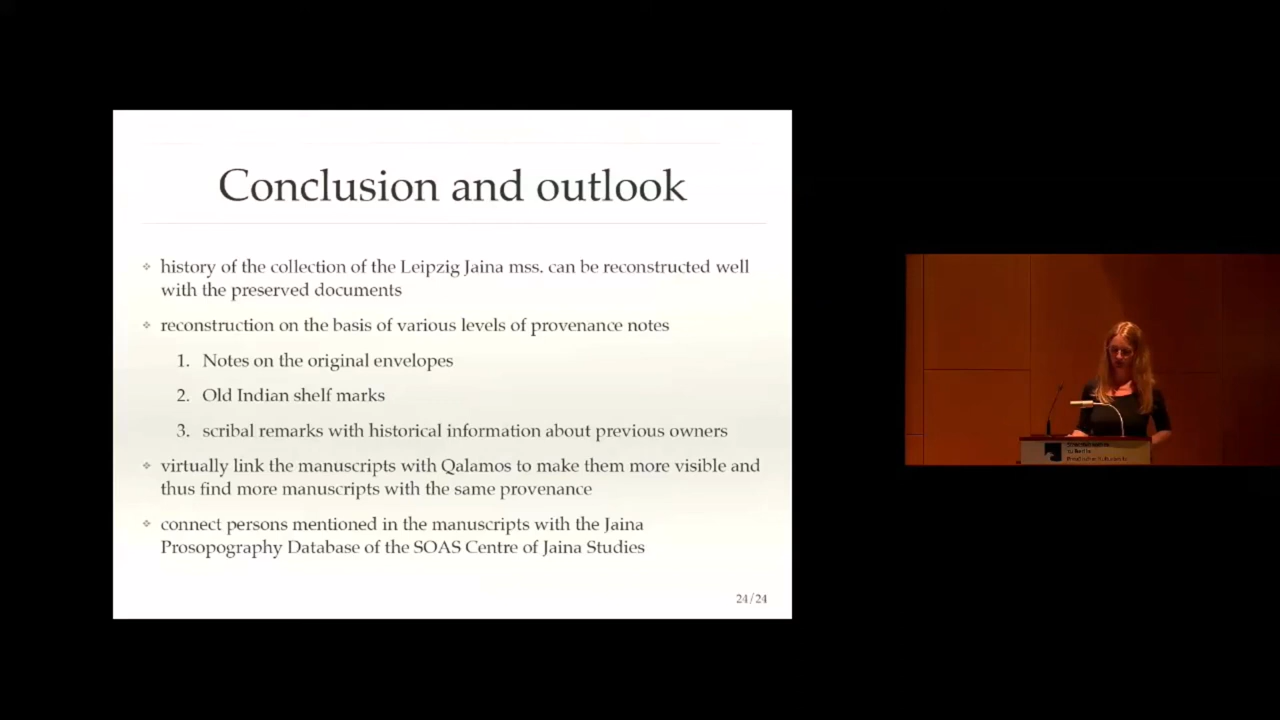 Conclusion and outlook
history of the collection of the Leipzig Jaina mss. can be reconstructed well
with the preserved documents
reconstruction on the basis of various levels of provenance notes
1. Notes on the original envelopes
2. Old Indian shelf marks
3. scribal remarks with historical information about previous owners
virtually link the manuscripts with Qalamos to make them more visible and
thus find more manuscripts with the same provenance
connect persons mentioned in the manuscripts with the Jaina
Prosopography Database of the SOAS Centre of Jaina Studies
24/24